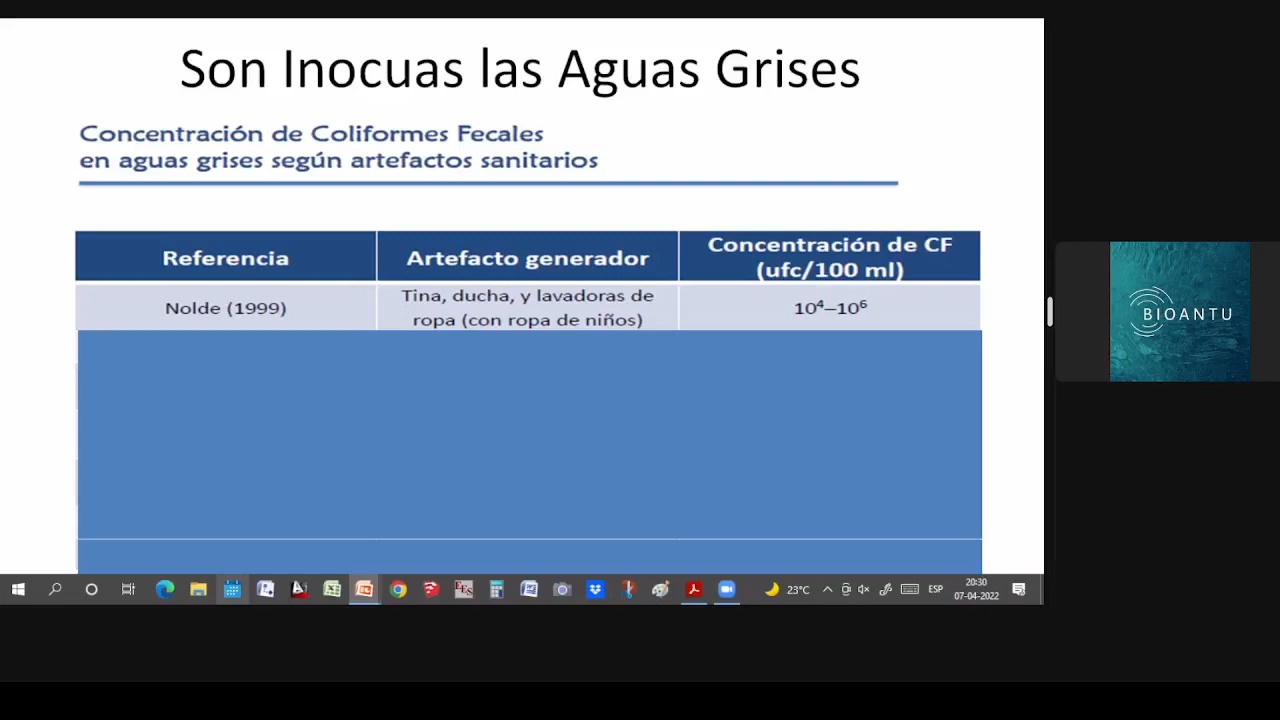 Son Inocuas las Aguas Grises
Concentración de Coliformes Fecales
en aguas grises según artefactos sanitarios
Referencia
Artefacto generador
Concentración de CF
(ufc/100 ml)
Nolde (1999)
Tina, ducha, y lavadoras de
ropa (con ropa de niños)
10⁴–10⁶
BIOANTU
23°C
ESP
20:30
07-04-2022